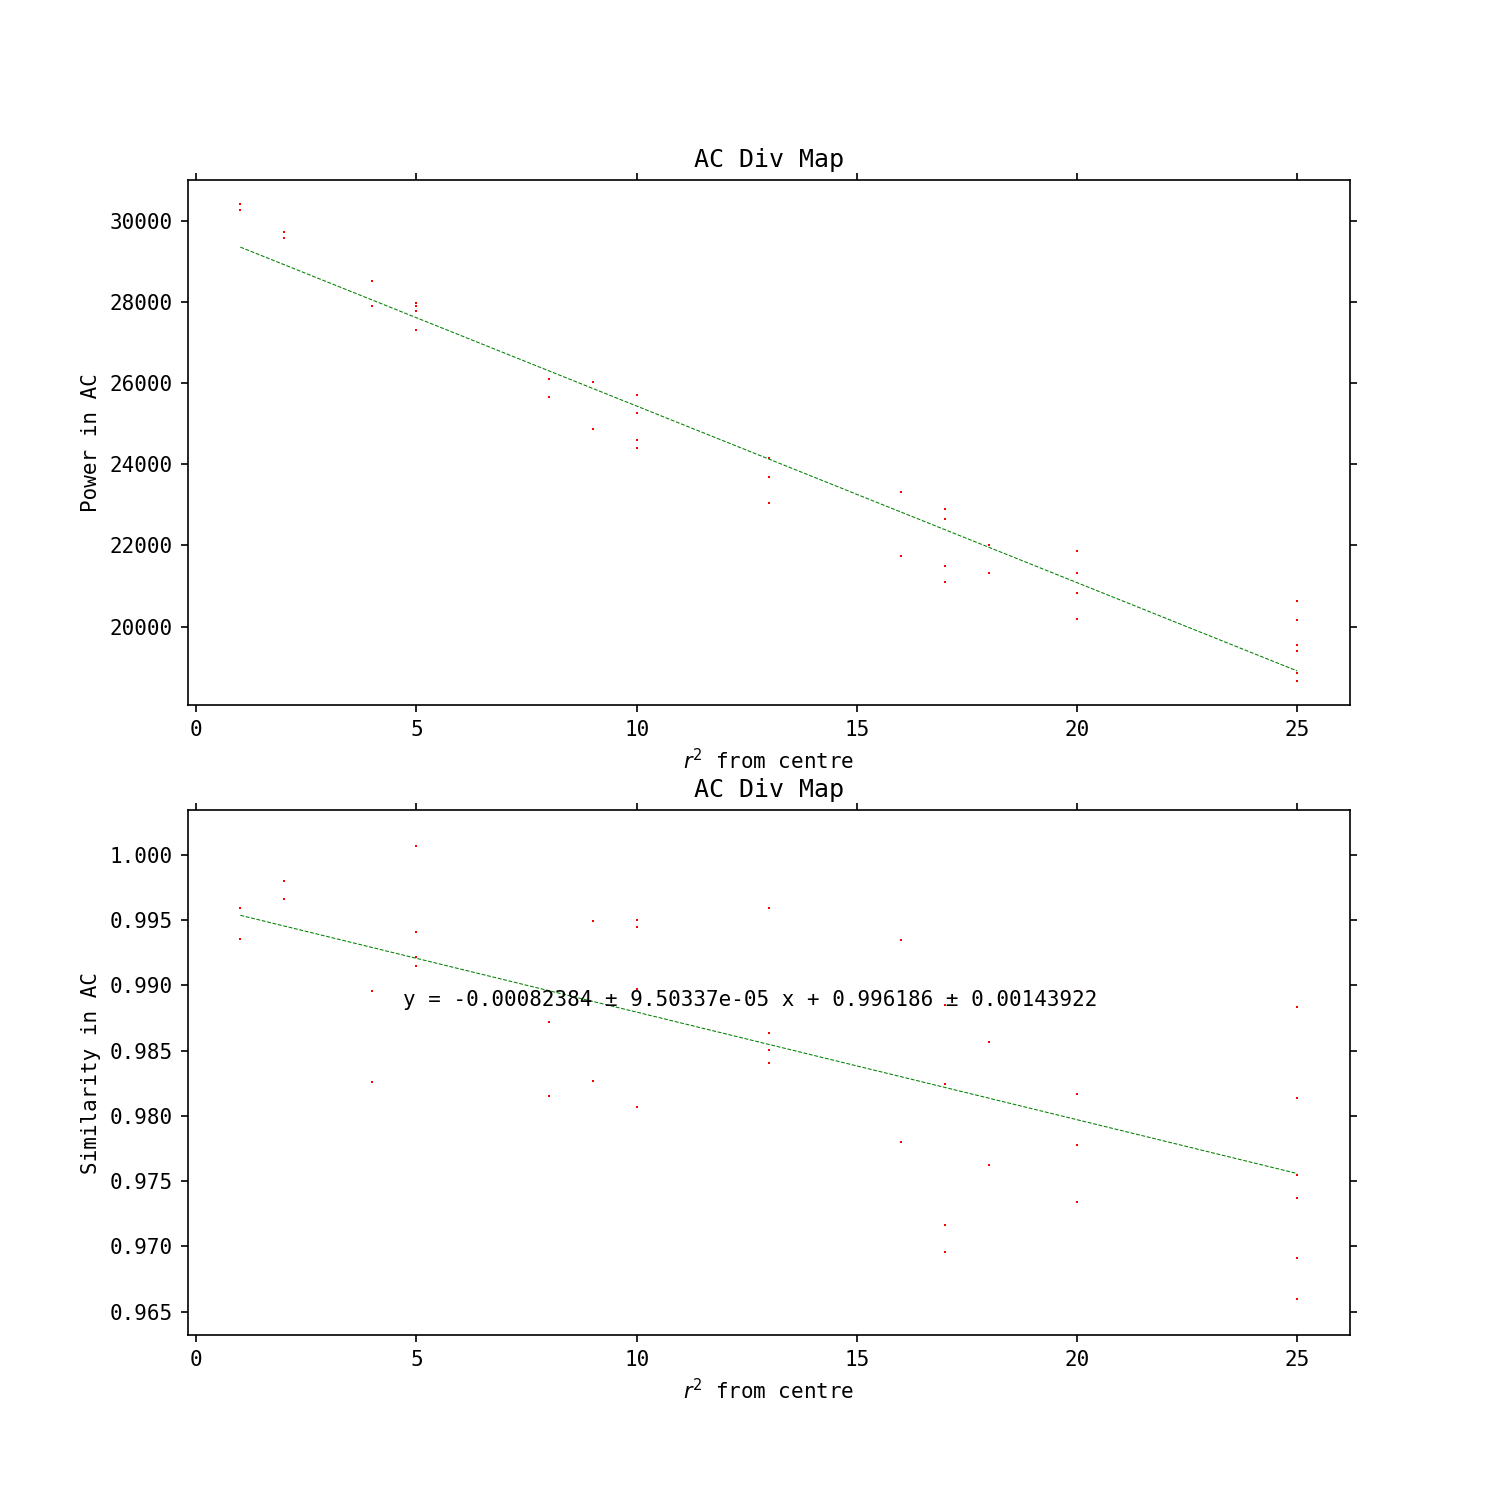 AC Div Map
30000
28000
26000
24000
22000
20000
Power in AC
0 5 10 15 20 25
r² from centre
AC Div Map
1.000
0.995
0.990
0.985
0.980
0.975
0.970
0.965
Similarity in AC
y = -0.00082384 ± 9.50337e-05 x + 0.996186 ± 0.00143922
0 5 10 15 20 25
r² from centre